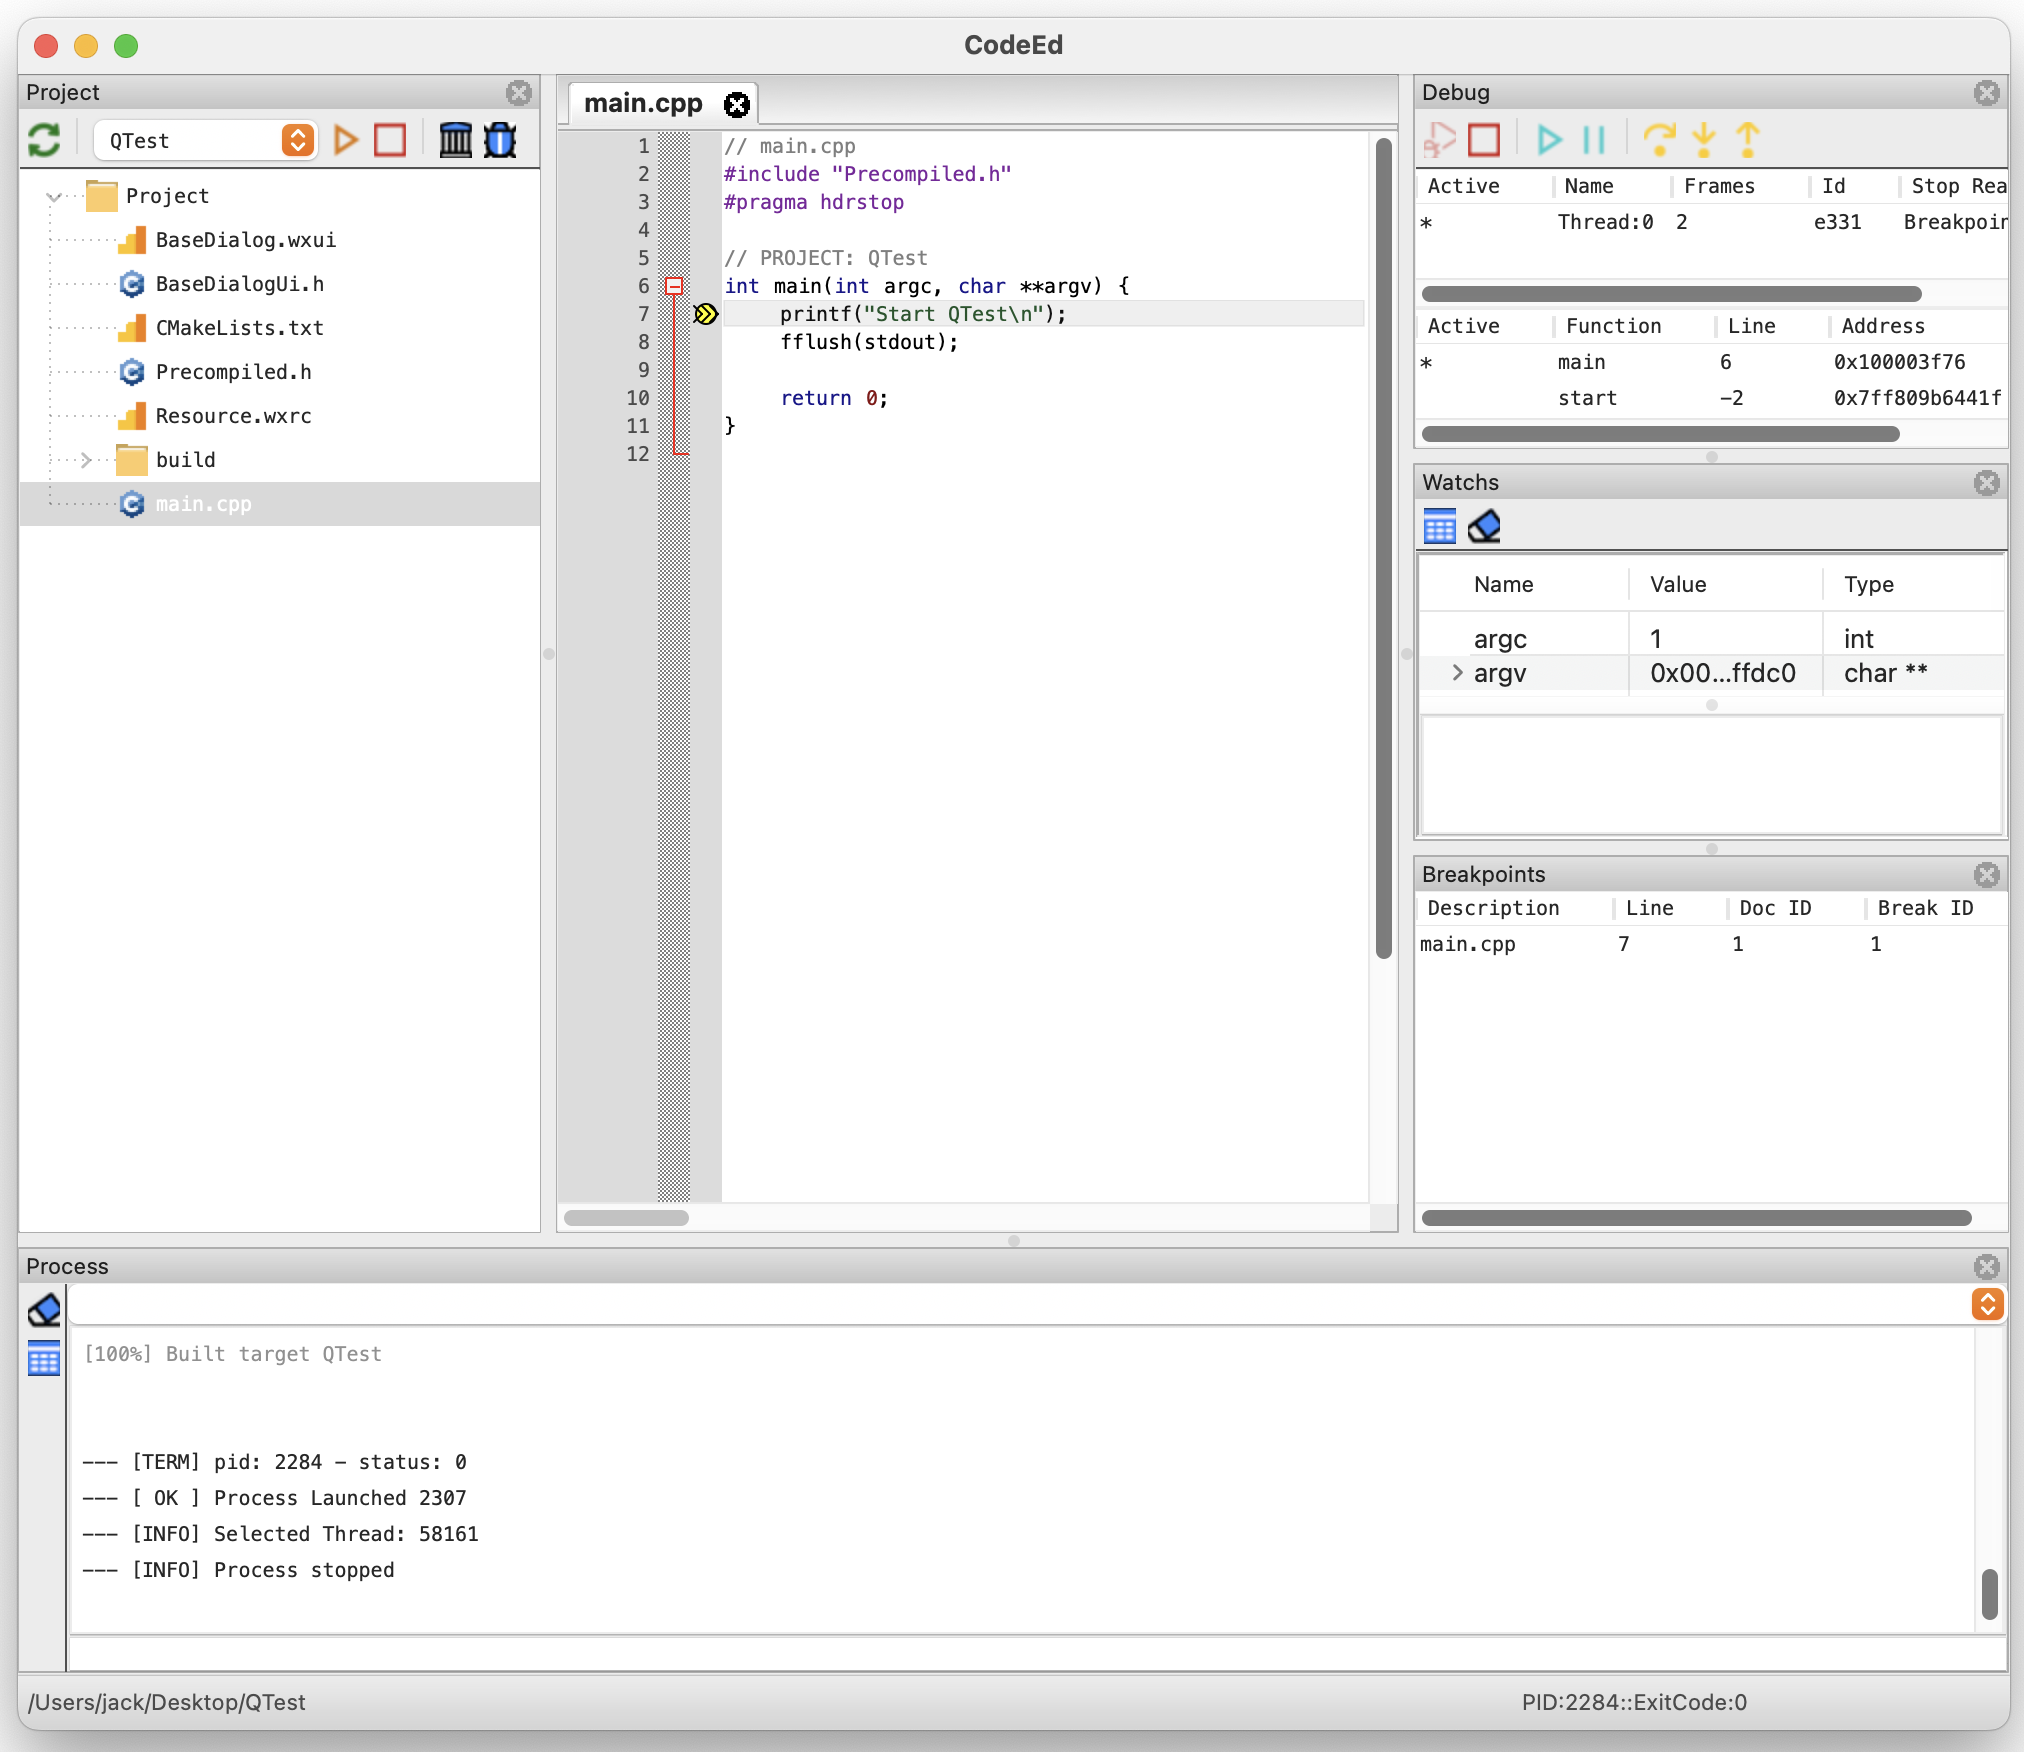 CodeEd
Project
QTest
Project
BaseDialog.wxui
BaseDialogUi.h
CMakeLists.txt
Precompiled.h
Resource.wxrc
build
main.cpp
main.cpp
1 // main.cpp
2 #include "Precompiled.h"
3 #pragma hdrstop
4
5 // PROJECT: QTest
6 int main(int argc, char **argv) {
7 printf("Start QTest\n");
8 fflush(stdout);
9
10 return 0;
11 }
12
Debug
Active Name Frames Id Stop Rea
* Thread:0 2 e331 Breakpoin
Active Function Line Address
* main 6 0x100003f76
start -2 0x7ff809b6441f
Watchs
Name Value Type
argc 1 int
argv 0x00...ffdc0 char **
Breakpoints
Description Line Doc ID Break ID
main.cpp 7 1 1
Process
[100%] Built target QTest
--- [TERM] pid: 2284 - status: 0
--- [ OK ] Process Launched 2307
--- [INFO] Selected Thread: 58161
--- [INFO] Process stopped
/Users/jack/Desktop/QTest
PID:2284::ExitCode:0